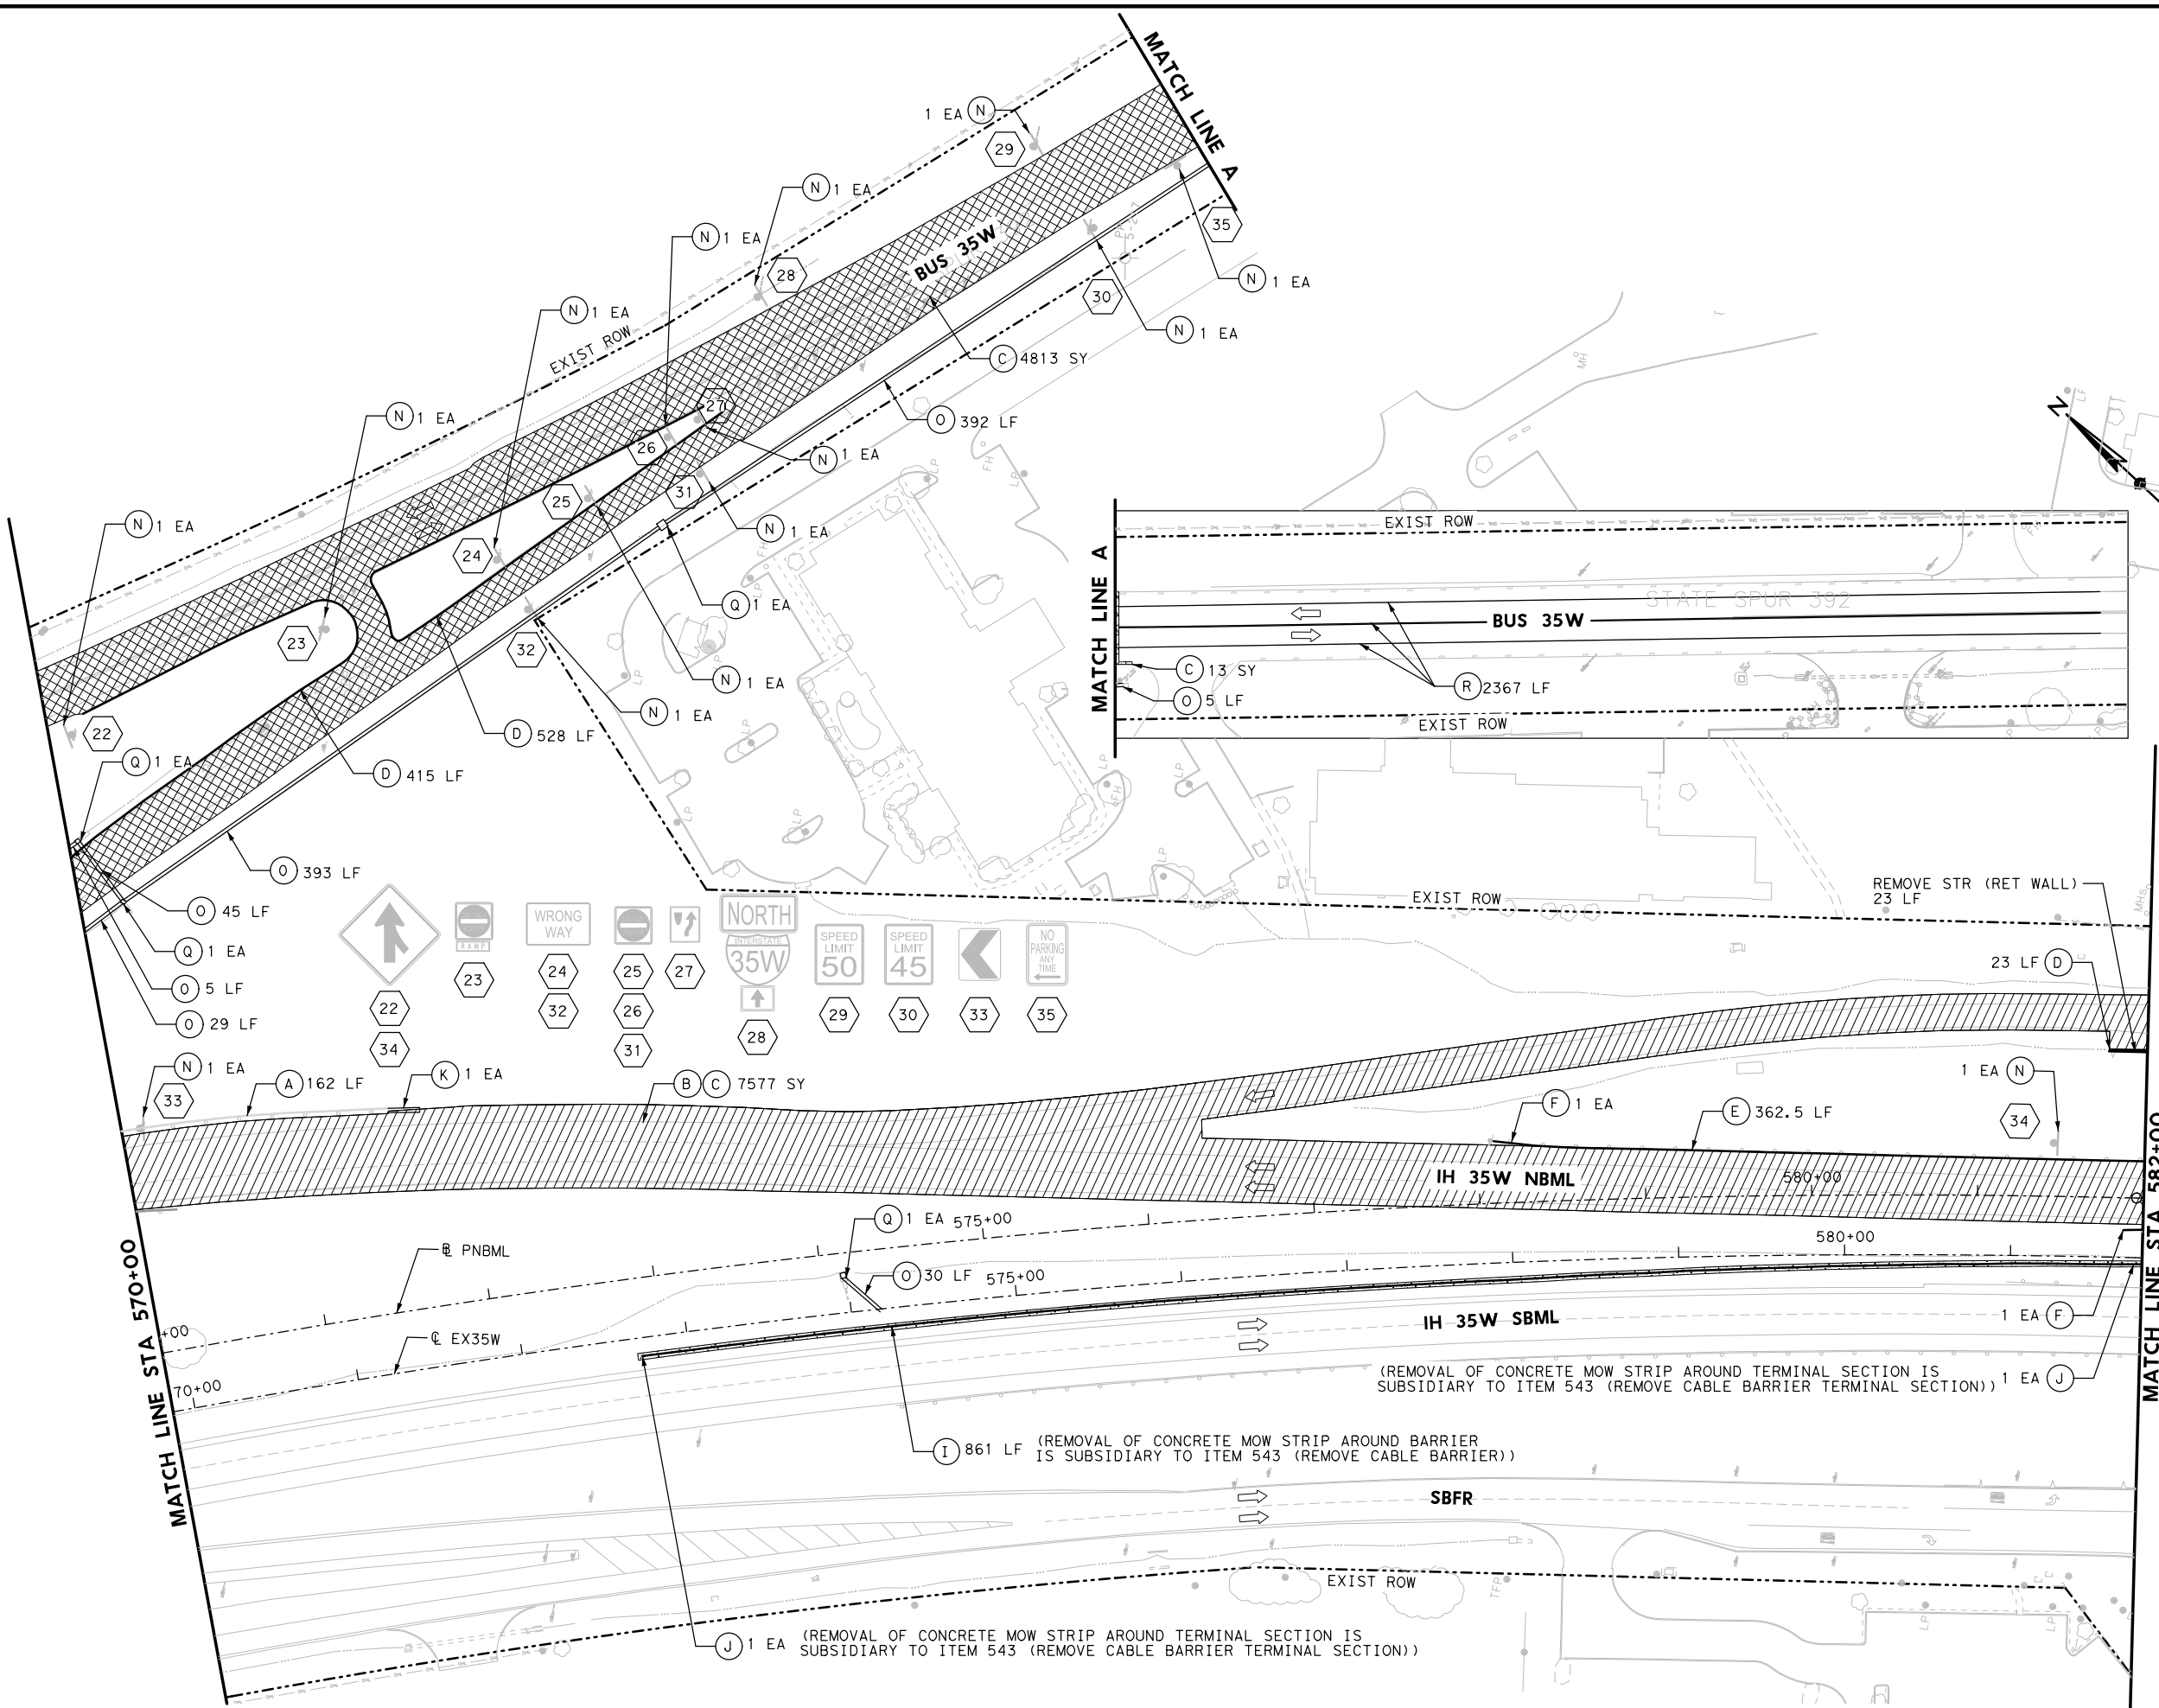 MATCH LINE A
1 EA N
29
N 1 EA
N 1 EA
28
BUS 35W
35
N 1 EA
30
N 1 EA
N 1 EA
EXIST ROW
C 4813 SY
N 1 EA
27
26
O 392 LF
N 1 EA
25
31
N 1 EA
N 1 EA
24
Q 1 EA
23
32
N 1 EA
N 1 EA
22
D 528 LF
Q 1 EA
D 415 LF
O 393 LF
O 45 LF
Q 1 EA
O 5 LF
O 29 LF
MATCH LINE A
EXIST ROW
STATE SPUR 392
BUS 35W
C 13 SY
O 5 LF
R 2367 LF
EXIST ROW
N
MH
FH
LP
EXIST ROW
REMOVE STR (RET WALL)
23 LF
23 LF D
WRONG
WAY
NORTH
INTERSTATE
35W
SPEED
LIMIT
50
SPEED
LIMIT
45
NO
PARKING
ANY
TIME
RAMP
22
34
23
24
32
25
26
31
27
28
29
30
33
35
N 1 EA
33
A 162 LF
K 1 EA
B C 7577 SY
F 1 EA
E 362.5 LF
1 EA N
34
IH 35W NBML
580+00
Q 1 EA
575+00
580+00
O 30 LF
575+00
℄ EX35W
PNBML
+00
70+00
IH 35W SBML
1 EA F
(REMOVAL OF CONCRETE MOW STRIP AROUND TERMINAL SECTION IS
SUBSIDIARY TO ITEM 543 (REMOVE CABLE BARRIER TERMINAL SECTION))
1 EA J
I 861 LF
(REMOVAL OF CONCRETE MOW STRIP AROUND BARRIER
IS SUBSIDIARY TO ITEM 543 (REMOVE CABLE BARRIER))
SBFR
EXIST ROW
TFP
J 1 EA
(REMOVAL OF CONCRETE MOW STRIP AROUND TERMINAL SECTION IS
SUBSIDIARY TO ITEM 543 (REMOVE CABLE BARRIER TERMINAL SECTION))
MATCH LINE STA 570+00
MATCH LINE STA 582+00